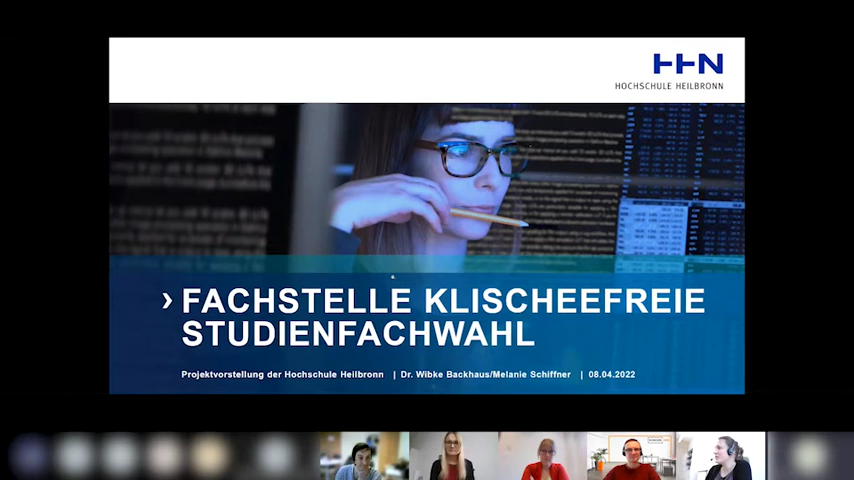 HHN
HOCHSCHULE HEILBRONN
› FACHSTELLE KLISCHEEFREIE
STUDIENFACHWAHL
Projektvorstellung der Hochschule Heilbronn | Dr. Wibke Backhaus/Melanie Schiffner | 08.04.2022